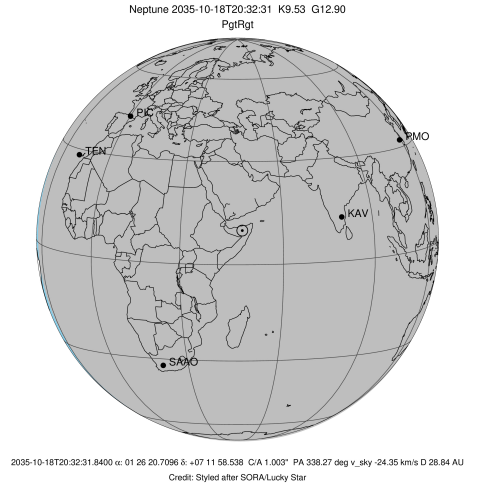 Neptune 2035-10-18T20:32:31 K9.53 G12.90
PgtRgt
PIC
PMO
TEN
KAV
SAAO
2035-10-18T20:32:31.8400 α: 01 26 20.7096 δ: +07 11 58.538 C/A 1.003" PA 338.27 deg v_sky -24.35 km/s D 28.84 AU
Credit: Styled after SORA/Lucky Star